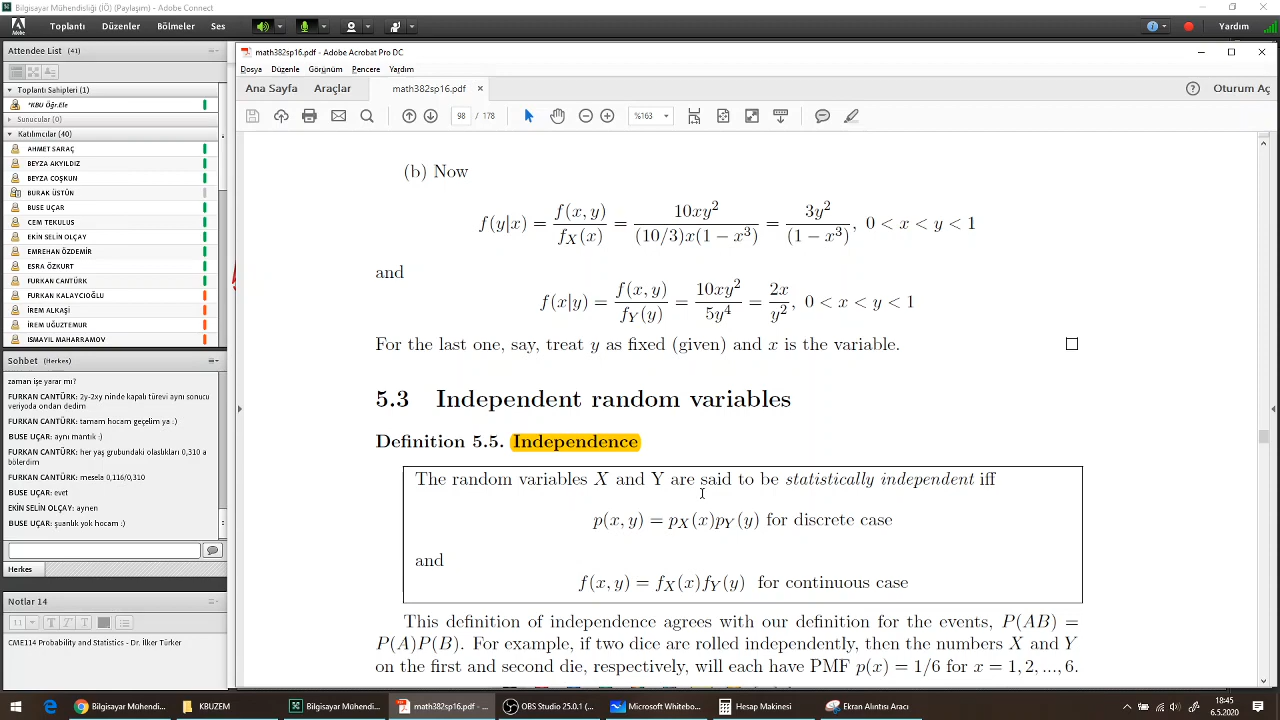 Bilgisayar Mühendisliği (İÖ) (Paylaşım) - Adobe Connect
Toplantı Düzenler Bölmeler Ses Yardım
Attendee List (41)
Toplantı Sahipleri (1)
*KBU Öğr.Ele
Sunucular (0)
Katılımcılar (40)
AHMET SARAÇ
BEYZA AKYILDIZ
BEYZA COŞKUN
BURAK ÜSTÜN
BUSE UÇAR
CEM TEKULUS
EKİN SELİN OLÇAY
EMREHAN ÖZDEMİR
ESRA ÖZKURT
FURKAN CANTÜRK
FURKAN KALAYCIOĞLU
İREM ALKAŞİ
İREM UĞUZTEMUR
ISMAYIL MAHARRAMOV
Sohbet (Herkes)
zaman işe yarar mı?
FURKAN CANTÜRK: 2y-2xy ninde kapalı türevi aynı sonucu
veriyoda ondan dedim
FURKAN CANTÜRK: tamam hocam geçelim ya :)
BUSE UÇAR: aynı mantık :)
FURKAN CANTÜRK: her yaş grubundaki olaslıkları 0,310 a
bölerdim
FURKAN CANTÜRK: mesela 0,116/0,310
BUSE UÇAR: evet
EKİN SELİN OLÇAY: aynen
BUSE UÇAR: şuanlık yok hocam :)
Herkes
Notlar 14
11
CME114 Probability and Statistics - Dr. İlker Türker
math382sp16.pdf - Adobe Acrobat Pro DC
Dosya Düzenle Görünüm Pencere Yardım
Ana Sayfa Araçlar math382sp16.pdf × Oturum Aç
98 / 178 %163
(b) Now
f(y|x) = f(x, y) / f_X(x) = 10xy² / (10/3)x(1 − x³) = 3y² / (1 − x³), 0 < x < y < 1
and
f(x|y) = f(x, y) / f_Y(y) = 10xy² / 5y⁴ = 2x / y², 0 < x < y < 1
For the last one, say, treat y as fixed (given) and x is the variable. □
5.3 Independent random variables
Definition 5.5. Independence
The random variables X and Y are said to be statistically independent iff
p(x, y) = p_X(x)p_Y(y) for discrete case
and
f(x, y) = f_X(x)f_Y(y) for continuous case
This definition of independence agrees with our definition for the events, P(AB) =
P(A)P(B). For example, if two dice are rolled independently, then the numbers X and Y
on the first and second die, respectively, will each have PMF p(x) = 1/6 for x = 1, 2, ..., 6.
Bilgisayar Mühendisl... KBUZEM Bilgisayar Mühendi... math382sp16.pdf - ... OBS Studio 25.0.1 (... Microsoft Whitebo... Hesap Makinesi Ekran Alıntısı Aracı
18:45
6.5.2020